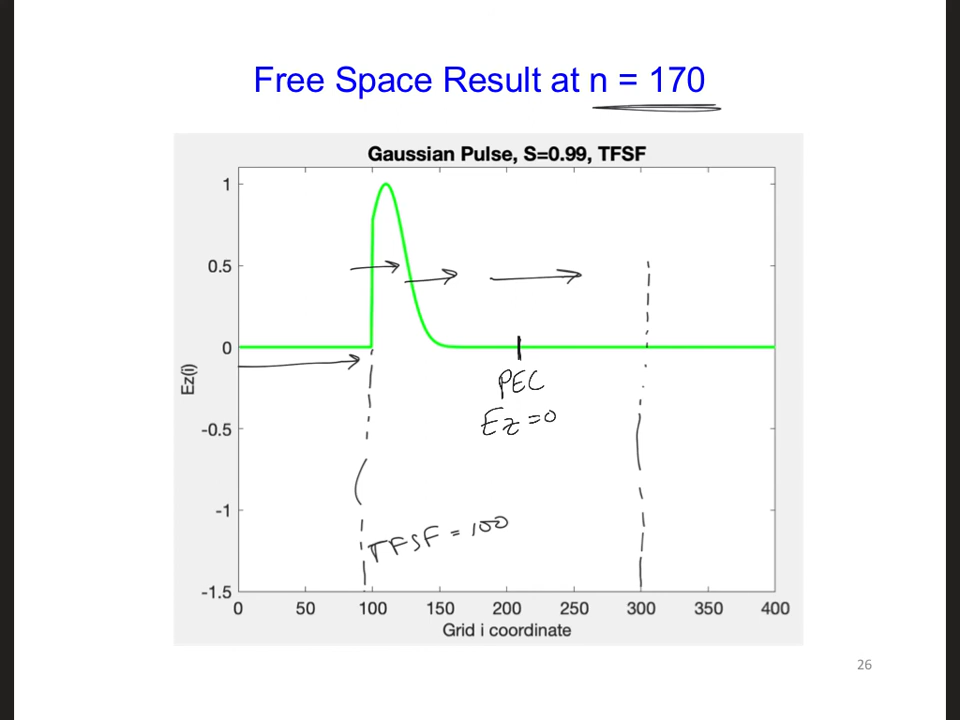 Free Space Result at n = 170
Gaussian Pulse, S=0.99, TFSF
1
0.5
0
-0.5
-1
-1.5
Ez(i)
PEC
Ez = 0
TFSF = 100
0 50 100 150 200 250 300 350 400
Grid i coordinate
26